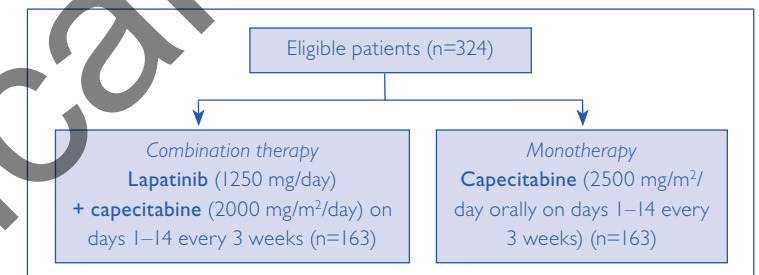 Eligible patients (n=324)
Combination therapy
Lapatinib (1250 mg/day)
+ capecitabine (2000 mg/m²/day) on
days 1–14 every 3 weeks (n=163)
Monotherapy
Capecitabine (2500 mg/m²/
day orally on days 1–14 every
3 weeks) (n=163)